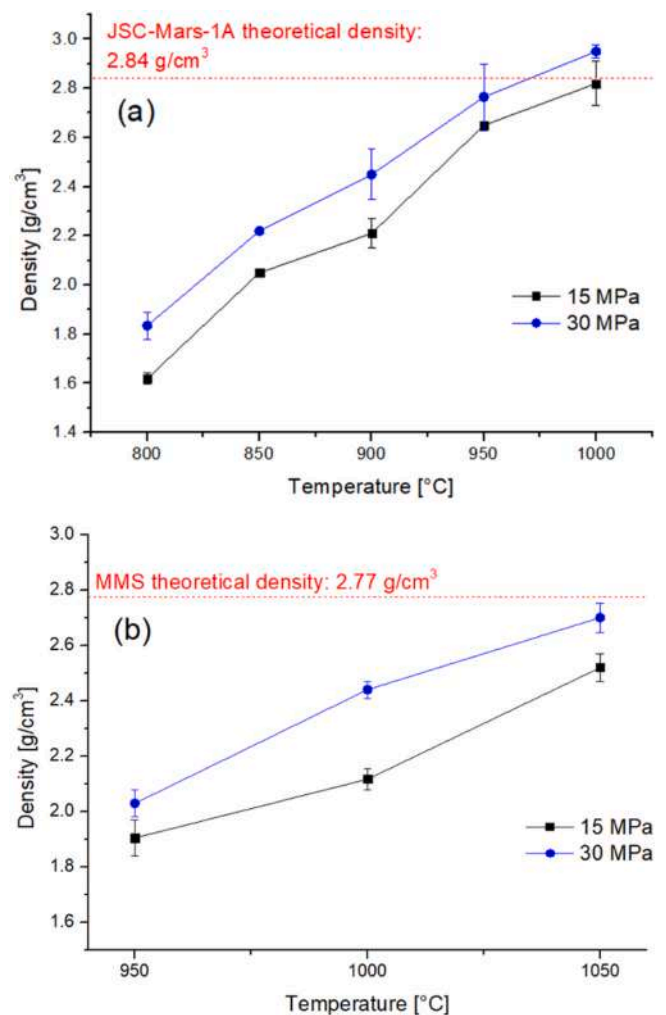 JSC-Mars-1A theoretical density:
2.84 g/cm³
(a)
3.0
2.8
2.6
2.4
2.2
2.0
1.8
1.6
1.4
Density [g/cm³]
15 MPa
30 MPa
800
850
900
950
1000
Temperature [°C]
MMS theoretical density: 2.77 g/cm³
(b)
3.0
2.8
2.6
2.4
2.2
2.0
1.8
1.6
Density [g/cm³]
15 MPa
30 MPa
950
1000
1050
Temperature [°C]